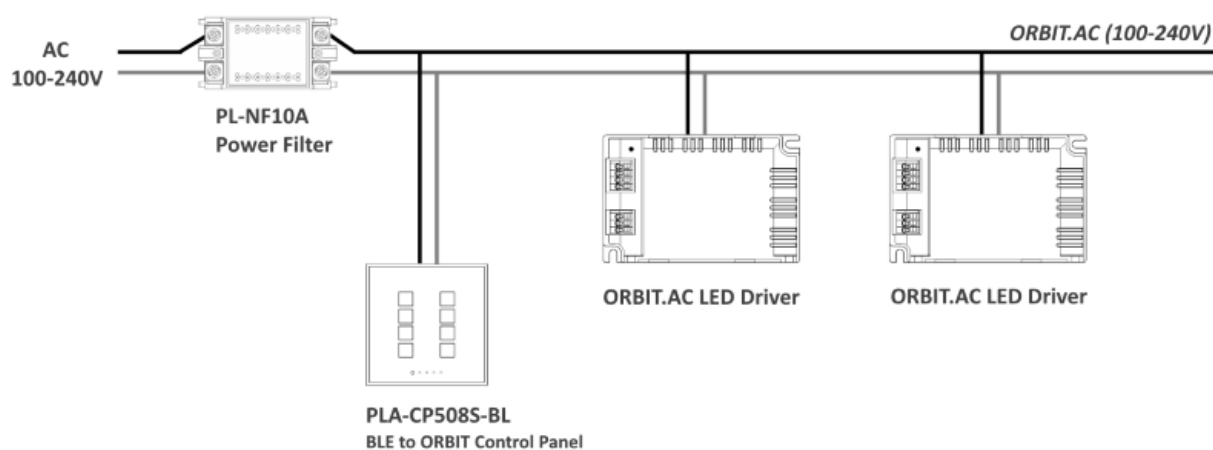 ORBIT.AC (100-240V)
AC
100-240V
PL-NF10A
Power Filter
ORBIT.AC LED Driver
ORBIT.AC LED Driver
PLA-CP508S-BL
BLE to ORBIT Control Panel